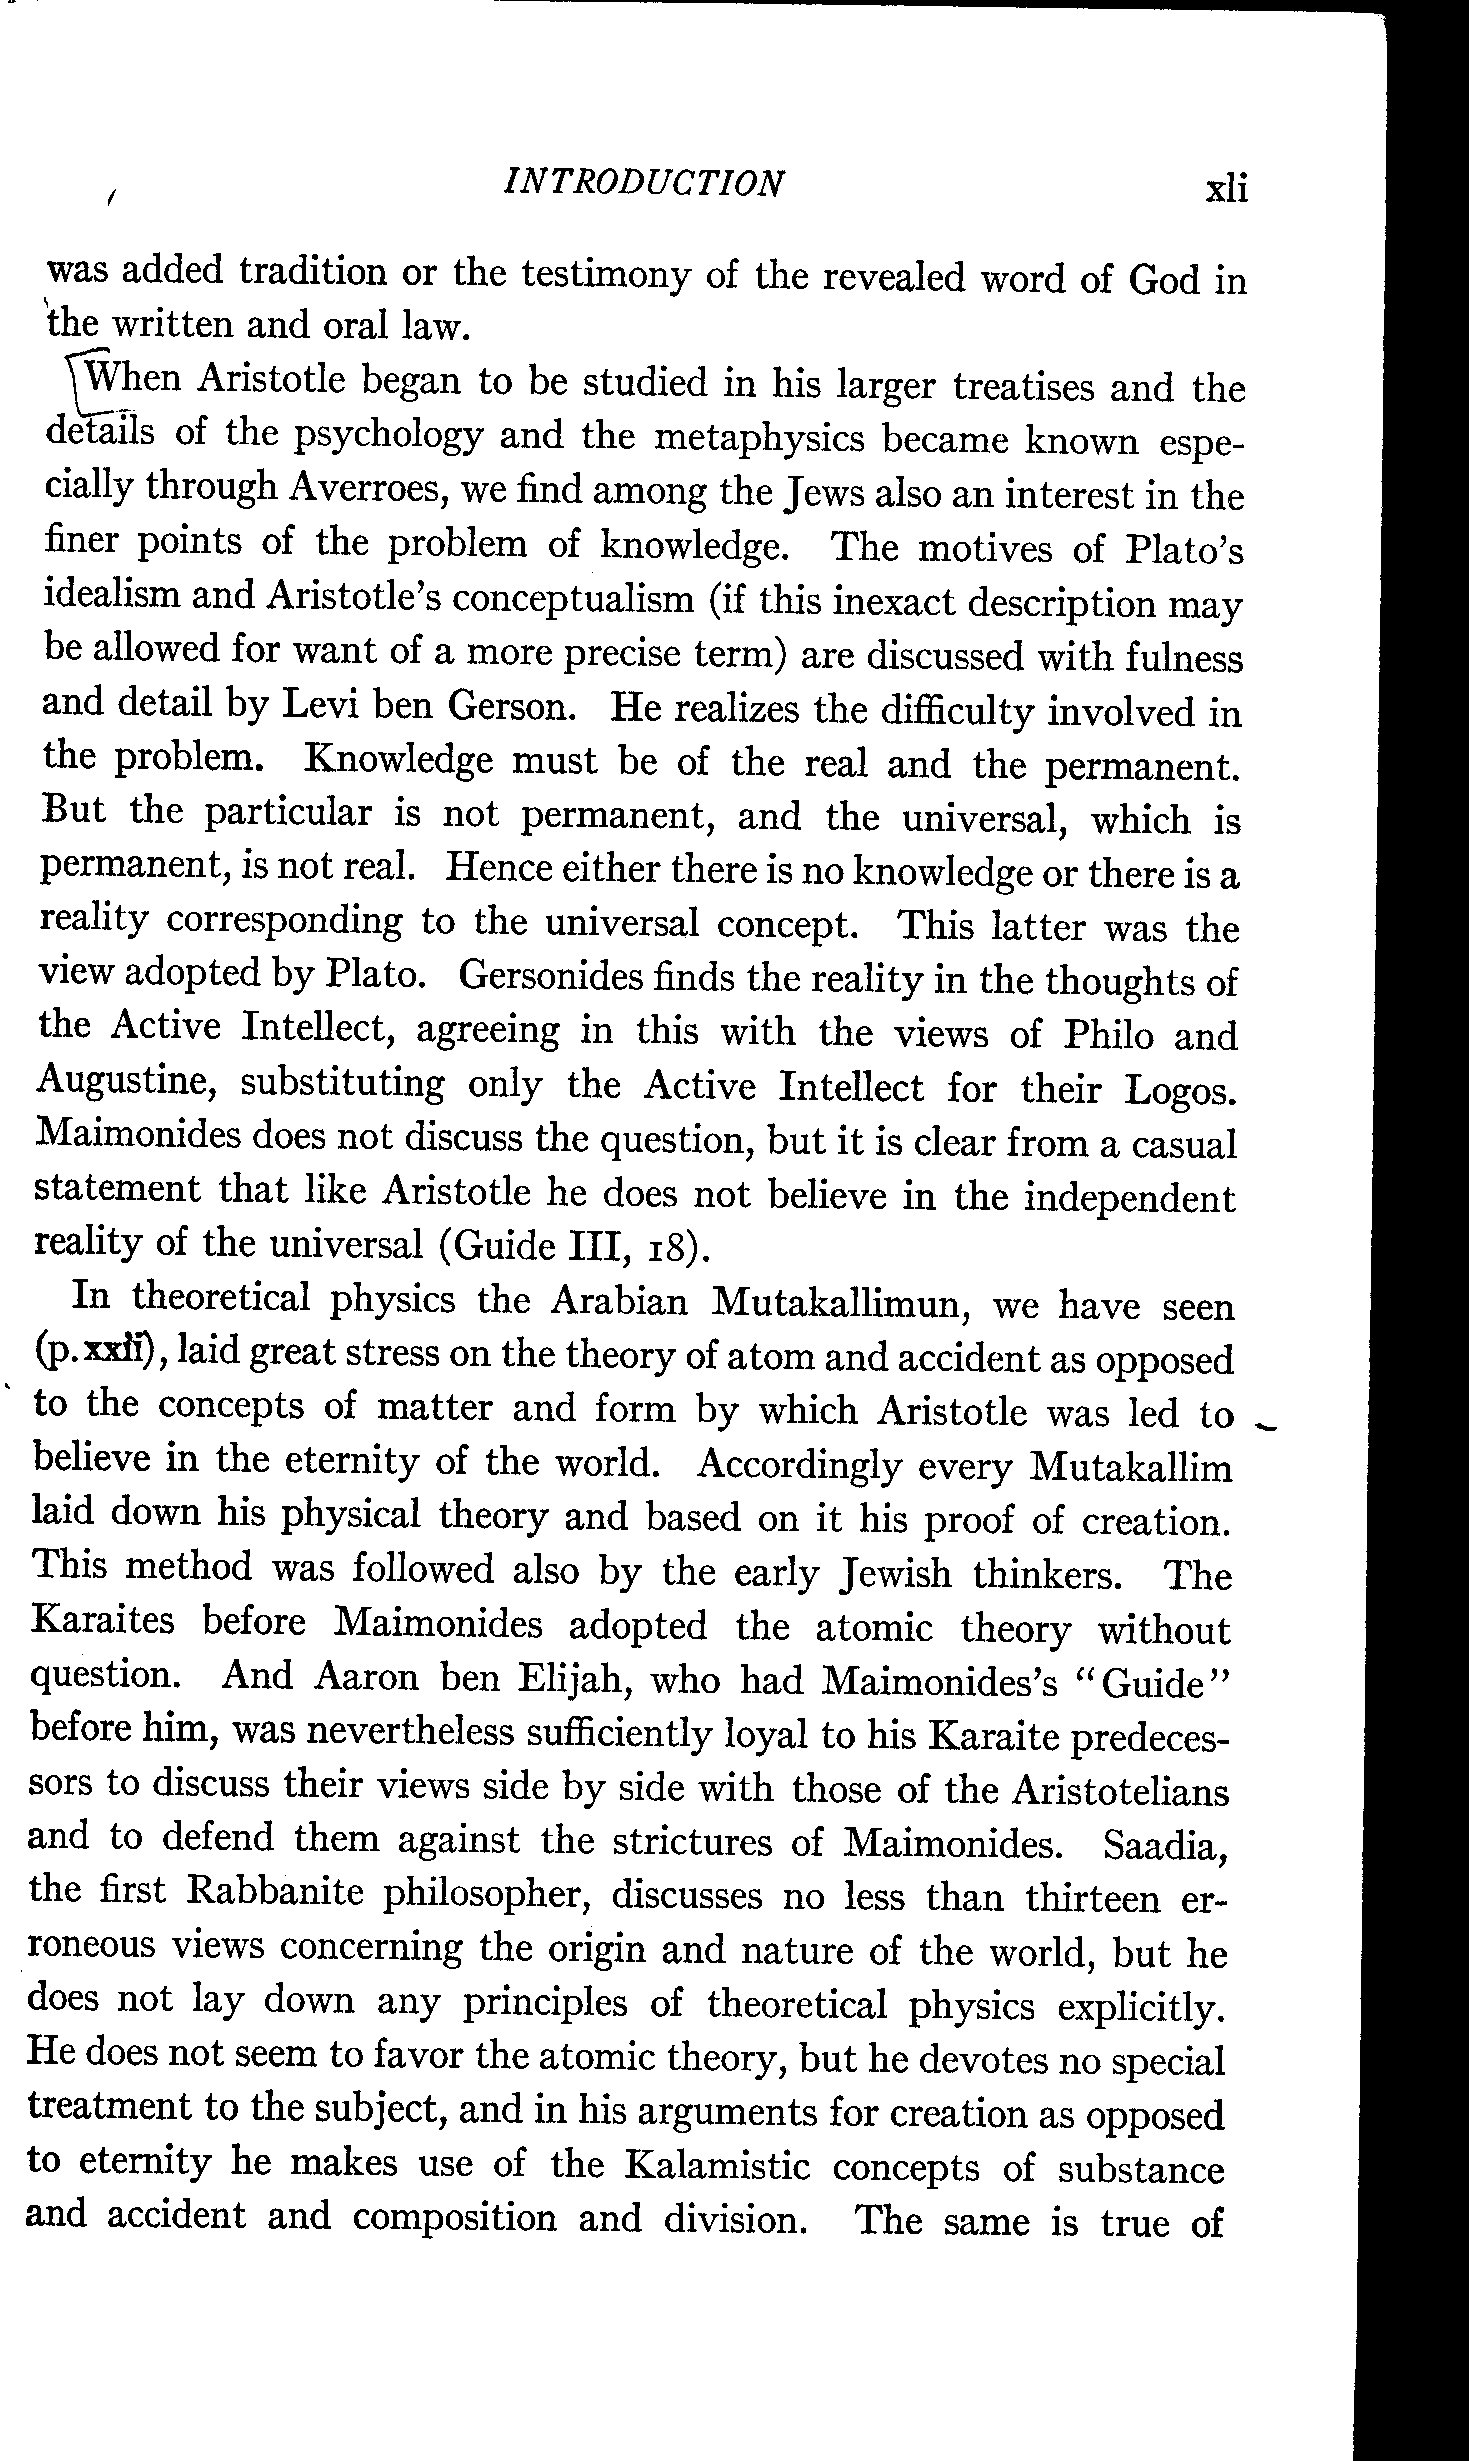 INTRODUCTION xli
was added tradition or the testimony of the revealed word of God in
the written and oral law.
When Aristotle began to be studied in his larger treatises and the
details of the psychology and the metaphysics became known espe-
cially through Averroes, we find among the Jews also an interest in the
finer points of the problem of knowledge. The motives of Plato's
idealism and Aristotle's conceptualism (if this inexact description may
be allowed for want of a more precise term) are discussed with fulness
and detail by Levi ben Gerson. He realizes the difficulty involved in
the problem. Knowledge must be of the real and the permanent.
But the particular is not permanent, and the universal, which is
permanent, is not real. Hence either there is no knowledge or there is a
reality corresponding to the universal concept. This latter was the
view adopted by Plato. Gersonides finds the reality in the thoughts of
the Active Intellect, agreeing in this with the views of Philo and
Augustine, substituting only the Active Intellect for their Logos.
Maimonides does not discuss the question, but it is clear from a casual
statement that like Aristotle he does not believe in the independent
reality of the universal (Guide III, 18).
In theoretical physics the Arabian Mutakallimun, we have seen
(p. xxii), laid great stress on the theory of atom and accident as opposed
to the concepts of matter and form by which Aristotle was led to
believe in the eternity of the world. Accordingly every Mutakallim
laid down his physical theory and based on it his proof of creation.
This method was followed also by the early Jewish thinkers. The
Karaites before Maimonides adopted the atomic theory without
question. And Aaron ben Elijah, who had Maimonides's "Guide"
before him, was nevertheless sufficiently loyal to his Karaite predeces-
sors to discuss their views side by side with those of the Aristotelians
and to defend them against the strictures of Maimonides. Saadia,
the first Rabbanite philosopher, discusses no less than thirteen er-
roneous views concerning the origin and nature of the world, but he
does not lay down any principles of theoretical physics explicitly.
He does not seem to favor the atomic theory, but he devotes no special
treatment to the subject, and in his arguments for creation as opposed
to eternity he makes use of the Kalamistic concepts of substance
and accident and composition and division. The same is true of